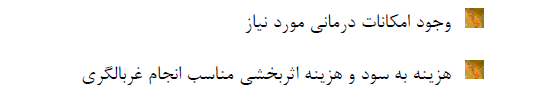 وجود امکانات درمانی مورد نیاز
هزینه به سود و هزینه اثربخشی مناسب انجام غربالگری